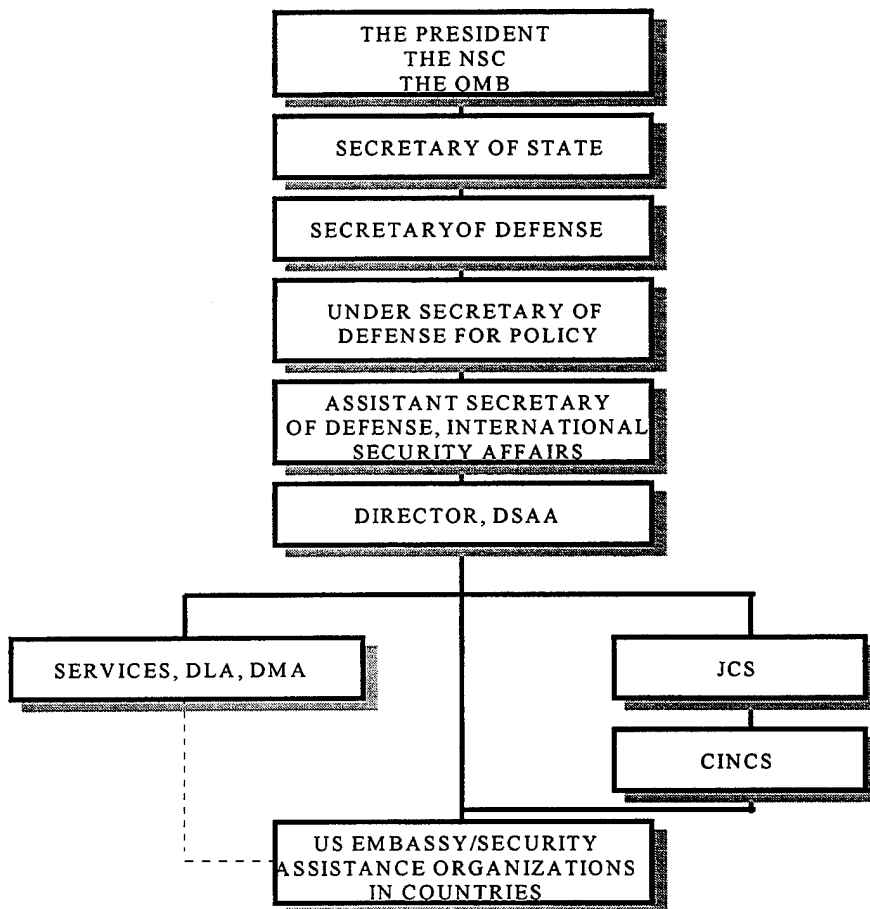 THE PRESIDENT
THE NSC
THE OMB
SECRETARY OF STATE
SECRETARYOF DEFENSE
UNDER SECRETARY OF
DEFENSE FOR POLICY
ASSISTANT SECRETARY
OF DEFENSE, INTERNATIONAL
SECURITY AFFAIRS
DIRECTOR, DSAA
SERVICES, DLA, DMA
JCS
CINCS
US EMBASSY/SECURITY
ASSISTANCE ORGANIZATIONS
IN COUNTRIES